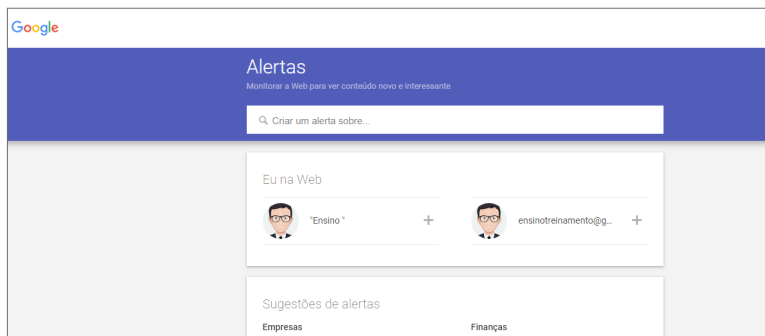 Google
Alertas
Monitorar a Web para ver conteúdo novo e interessante
Criar um alerta sobre...
Eu na Web
"Ensino "
ensinotreinamento@g...
Sugestões de alertas
Empresas
Finanças